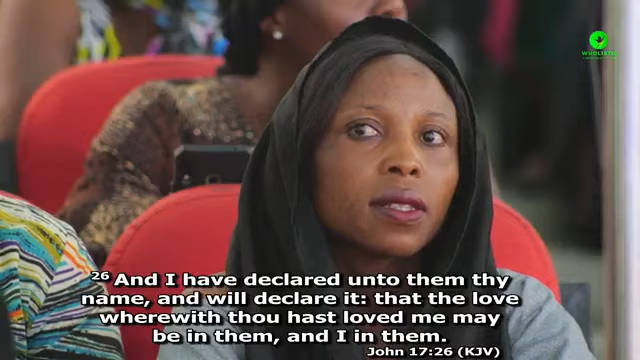 WHOLISTIC
26 And I have declared unto them thy
name, and will declare it: that the love
wherewith thou hast loved me may
be in them, and I in them.
John 17:26 (KJV)